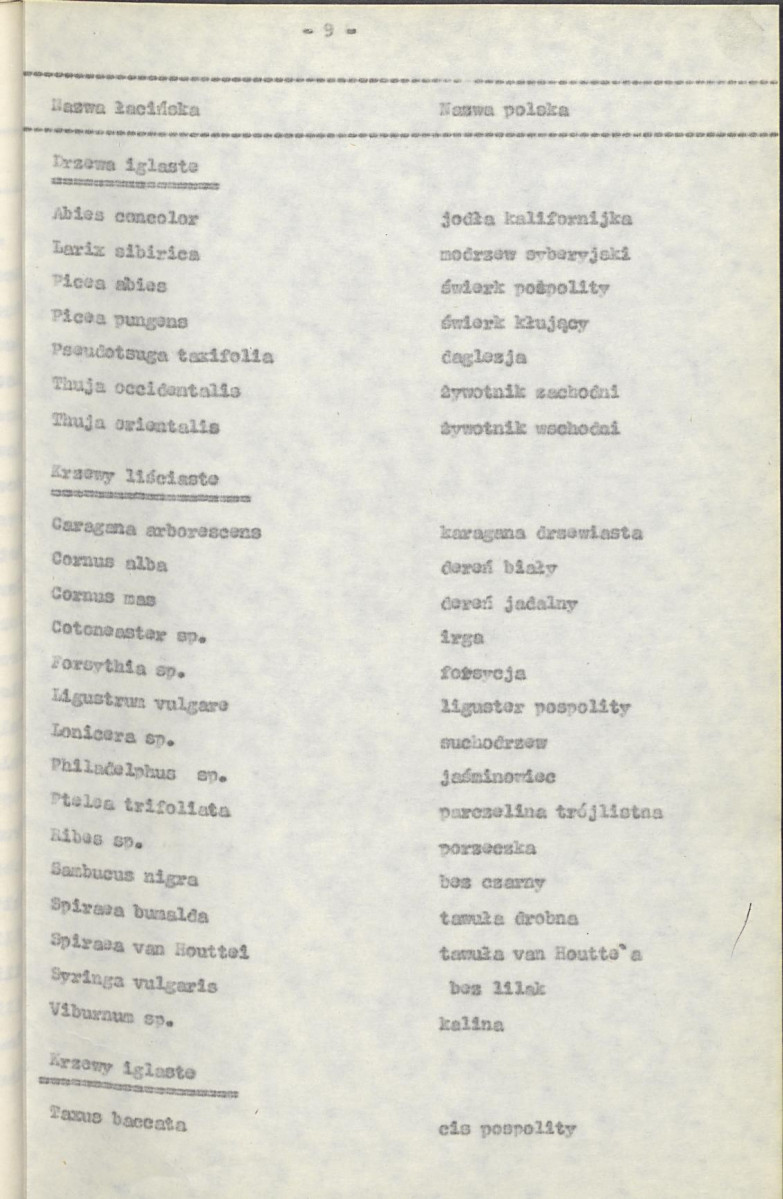 - 9 -
Nazwa łacińska Nazwa polska
Drzewa iglaste
Abies concolor jodła kalifornijka
Larix sibirica modrzew syberyjski
Picea abies świerk pospolity
Picea pungens świerk kłujący
Pseudotsuga taxifolia daglezja
Thuja occidentalis żywotnik zachodni
Thuja orientalis żywotnik wschodni
Krzewy liściaste
Caragana arborescens karagana drzewiasta
Cornus alba dereń biały
Cornus mas dereń jadalny
Cotoneaster sp. irga
Forsythia sp. forsycja
Ligustrum vulgare liguster pospolity
Lonicera sp. suchodrzew
Philadelphus sp. jaśminowiec
Ptelea trifoliata parczelina trójlistna
Ribes sp. porzeczka
Sambucus nigra bez czarny
Spiraea bumalda tawuła drobna
Spiraea van Houttei tawuła van Houtte`a
Syringa vulgaris bez lilak
Viburnum sp. kalina
Krzewy iglaste
Taxus baccata cis pospolity